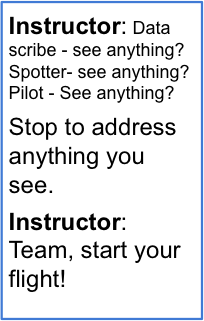 Instructor: Data
scribe - see anything?
Spotter- see anything?
Pilot - See anything?
Stop to address
anything you
see.
Instructor:
Team, start your
flight!